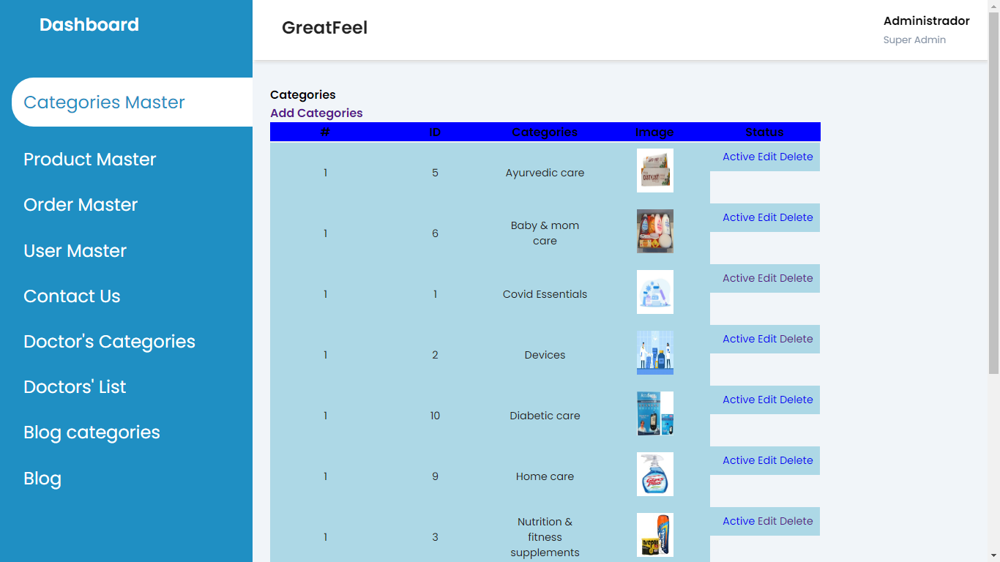 Dashboard
GreatFeel
Administrador
Super Admin
Categories Master
Product Master
Order Master
User Master
Contact Us
Doctor's Categories
Doctors' List
Blog categories
Blog
Categories
Add Categories
# ID Categories Image Status
1 5 Ayurvedic care Active Edit Delete
1 6 Baby & mom
care
Active Edit Delete
1 1 Covid Essentials Active Edit Delete
1 2 Devices Active Edit Delete
1 10 Diabetic care Active Edit Delete
1 9 Home care Active Edit Delete
Glass
Plus
1 3 Nutrition &
fitness
supplements
Active Edit Delete